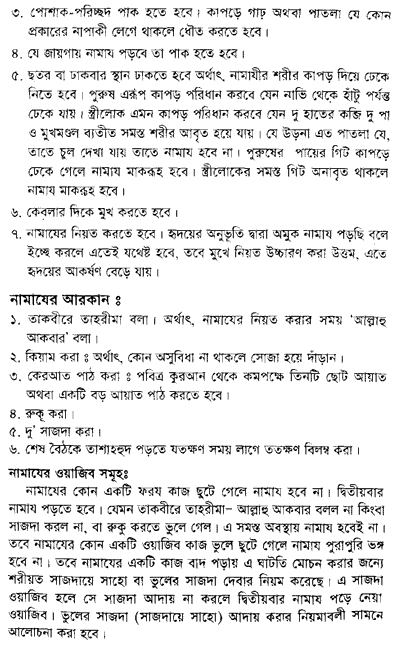 ৩. পোশাক-পরিচ্ছদ পাক হতে হবে। কাপড়ে গাঢ় অথবা পাতলা যে কোন
প্রকারের নাপাকী লেগে থাকলে ধৌত করতে হবে।
৪. যে জায়গায় নামায পড়বে তা পাক হতে হবে।
৫. ছতর বা ঢাকবার স্থান ঢাকতে হবে অর্থাৎ, নামাযীর শরীর কাপড় দিয়ে ঢেকে
নিতে হবে। পুরুষ এরূপ কাপড় পরিধান করবে যেন নাভি থেকে হাঁটু পর্যন্ত
ঢেকে যায়। স্ত্রীলোক এমন কাপড় পরিধান করবে যেন দু হাতের কব্জি দু পা
ও মুখমণ্ডল ব্যতীত সমস্ত শরীর আবৃত হয়ে যায়। যে উড়না এত পাতলা যে,
তাতে চুল দেখা যায় তাতে নামায হবে না। পুরুষের পায়ের গিট কাপড়ে
ঢেকে গেলে নামায মাকরূহ হবে। স্ত্রীলোকের সমস্ত গিট অনাবৃত থাকলে
নামায মাকরূহ হবে।
৬. কেবলার দিকে মুখ করতে হবে।
৭. নামাযের নিয়ত করতে হবে। হৃদয়ের অনুভূতি দ্বারা অমুক নামায পড়ছি বলে
ইচ্ছে করলে এতেই যথেষ্ট হবে, তবে মুখে নিয়ত উচ্চারণ করা উত্তম, এতে
হৃদয়ের আকর্ষণ বেড়ে যায়।
নামাযের আরকান ঃ
১. তাকবীরে তাহরীমা বলা। অর্থাৎ, নামাযের নিয়ত করার সময় ‘আল্লাহু
আকবার’ বলা।
২. কিয়াম করা ঃ অর্থাৎ, কোন অসুবিধা না থাকলে সোজা হয়ে দাঁড়ান।
৩. কেরআত পাঠ করা ঃ পবিত্র কুরআন থেকে কমপক্ষে তিনটি ছোট আয়াত
অথবা একটি বড় আয়াত পাঠ করতে হবে।
৪. রুকূ করা।
৫. দু’ সাজদা করা।
৬. শেষ বৈঠকে তাশাহহুদ পড়তে যতক্ষণ সময় লাগে ততক্ষণ বিলম্ব করা।
নামাযের ওয়াজিব সমূহঃ
নামাযের কোন একটি ফরয কাজ ছুটে গেলে নামায হবে না। দ্বিতীয়বার
নামায পড়তে হবে। যেমন তাকবীরে তাহরীমা– আল্লাহু আকবার বলল না কিংবা
সাজদা করল না, বা রুকু করতে ভুলে গেল। এ সমস্ত অবস্থায় নামায হবেই না।
তবে নামাযের কোন একটি ওয়াজিব কাজ ভুলে ছুটে গেলে নামায পুরাপুরি ভঙ্গ
হবে না। তবে নামাযের একটি কাজ বাদ পড়ায় এ ঘাটতি মোচন করার জন্যে
শরীয়ত সাজদায়ে সাহো বা ভুলের সাজদা দেবার নিয়ম করেছে। এ সাজদা
ওয়াজিব হলে সে সাজদা আদায় না করলে দ্বিতীয়বার নামায পড়ে নেয়া
ওয়াজিব। ভুলের সাজদা (সাজদায়ে সাহো) আদায় করার নিয়মাবলী সামনে
আলোচনা করা হবে।